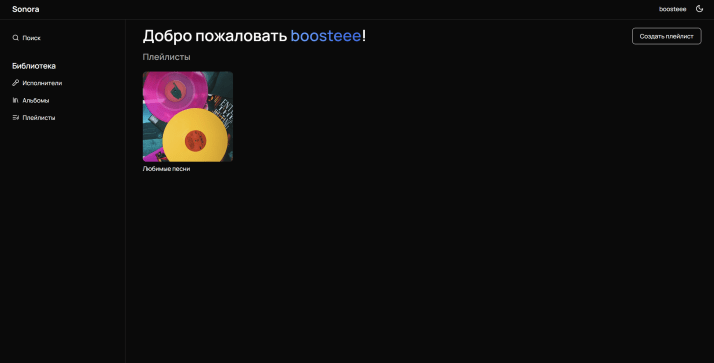 Sonora
boosteee
Поиск
Библиотека
Исполнители
Альбомы
Плейлисты
Добро пожаловать boosteee!
Создать плейлист
Плейлисты
Любимые песни